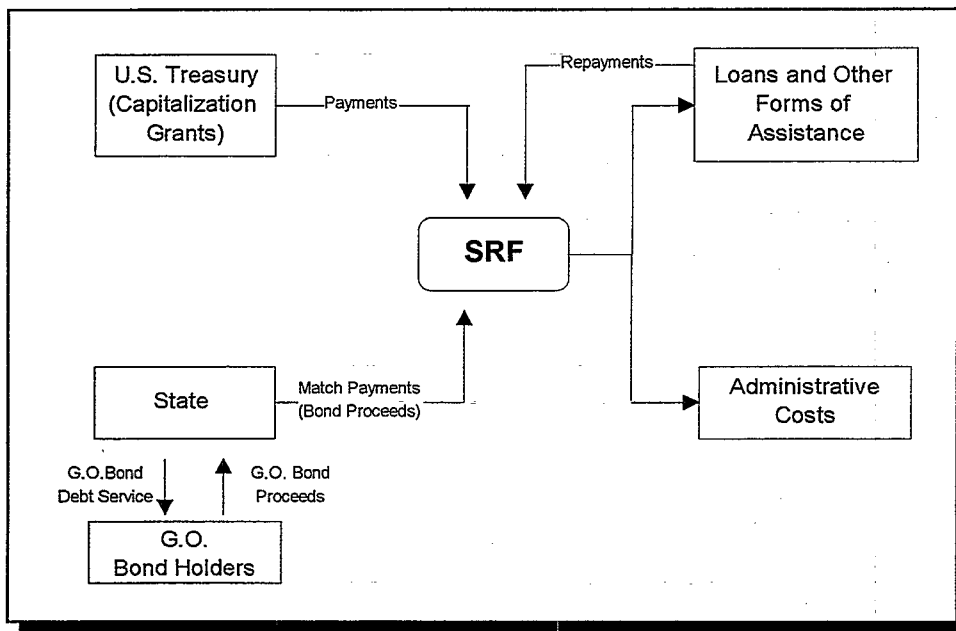 U.S. Treasury
(Capitalization
Grants)
Payments
Repayments
Loans and Other
Forms of
Assistance
SRF
State
Match Payments
(Bond Proceeds)
Administrative
Costs
G.O.Bond
Debt Service
G.O. Bond
Proceeds
G.O.
Bond Holders